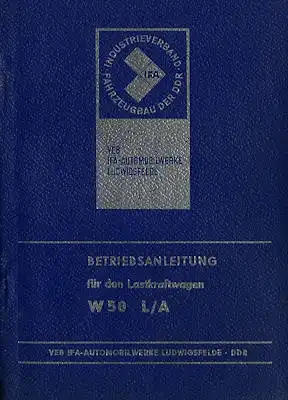 INDUSTRIEVERBAND
FAHRZEUGBAU DER DDR
IFA
VEB
IFA-AUTOMOBILWERKE
LUDWIGSFELDE
BETRIEBSANLEITUNG
für den Lastkraftwagen
W 50 L/A
VEB IFA-AUTOMOBILWERKE LUDWIGSFELDE · DDR